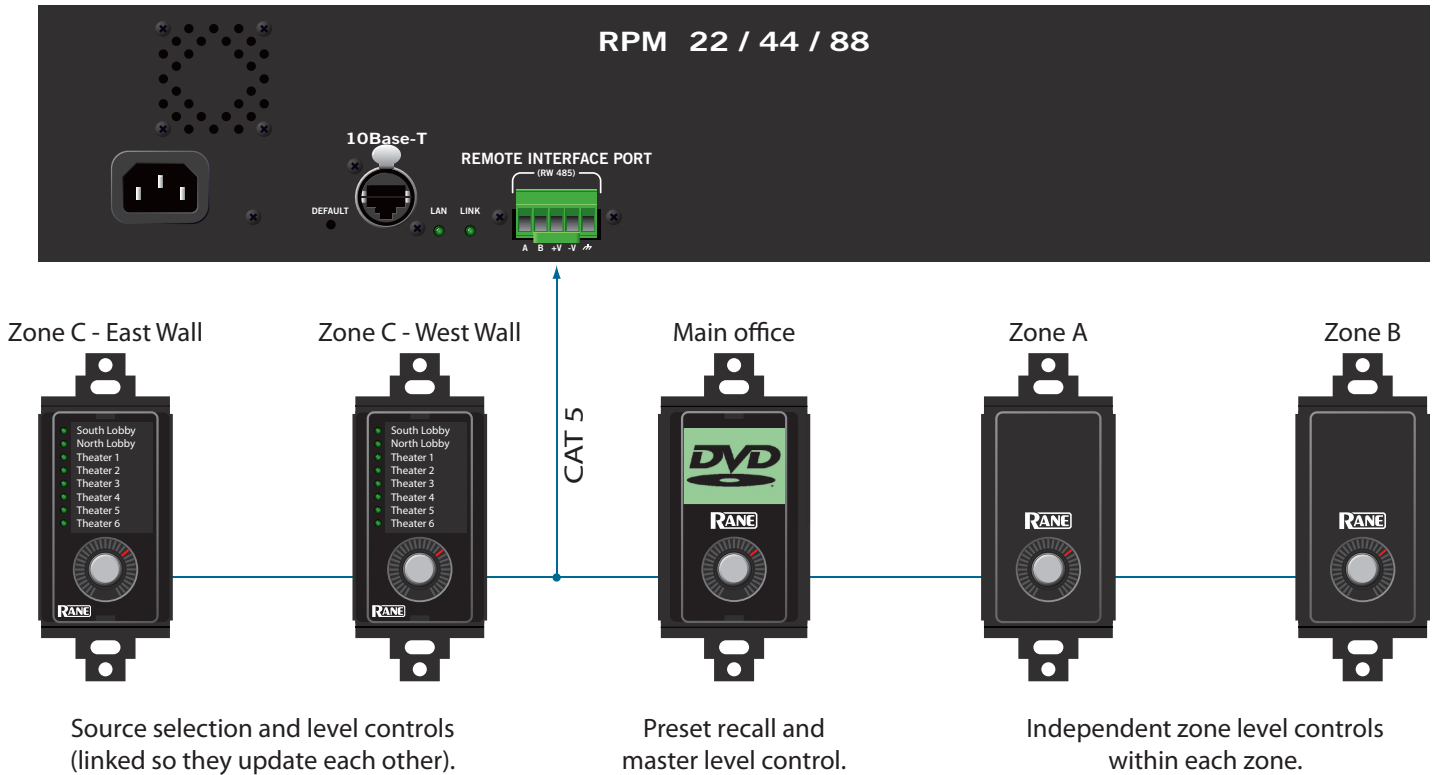 RPM 22 / 44 / 88
10Base-T
REMOTE INTERFACE PORT
(RW 485)
DEFAULT
LAN LINK
A B +V -V
CAT 5
Zone C - East Wall
South Lobby
North Lobby
Theater 1
Theater 2
Theater 3
Theater 4
Theater 5
Theater 6
RANE
Zone C - West Wall
South Lobby
North Lobby
Theater 1
Theater 2
Theater 3
Theater 4
Theater 5
Theater 6
RANE
Main office
DVD
RANE
Zone A
RANE
Zone B
RANE
Source selection and level controls
(linked so they update each other).
Preset recall and
master level control.
Independent zone level controls
within each zone.